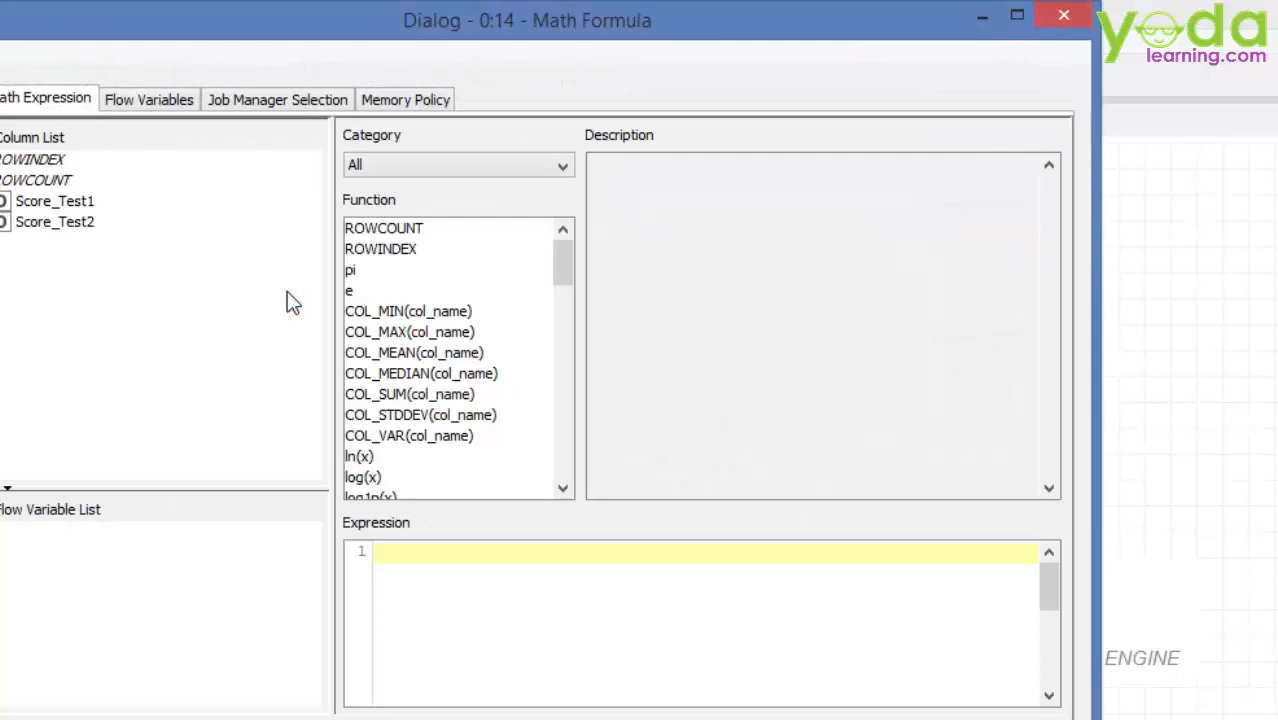 Dialog - 0:14 - Math Formula
yoda
learning.com
ath Expression
Flow Variables
Job Manager Selection
Memory Policy
Column List
ROWINDEX
ROWCOUNT
D Score_Test1
D Score_Test2
Category
All
Function
ROWCOUNT
ROWINDEX
pi
e
COL_MIN(col_name)
COL_MAX(col_name)
COL_MEAN(col_name)
COL_MEDIAN(col_name)
COL_SUM(col_name)
COL_STDDEV(col_name)
COL_VAR(col_name)
ln(x)
log(x)
log1p(x)
Description
Flow Variable List
Expression
1
ENGINE